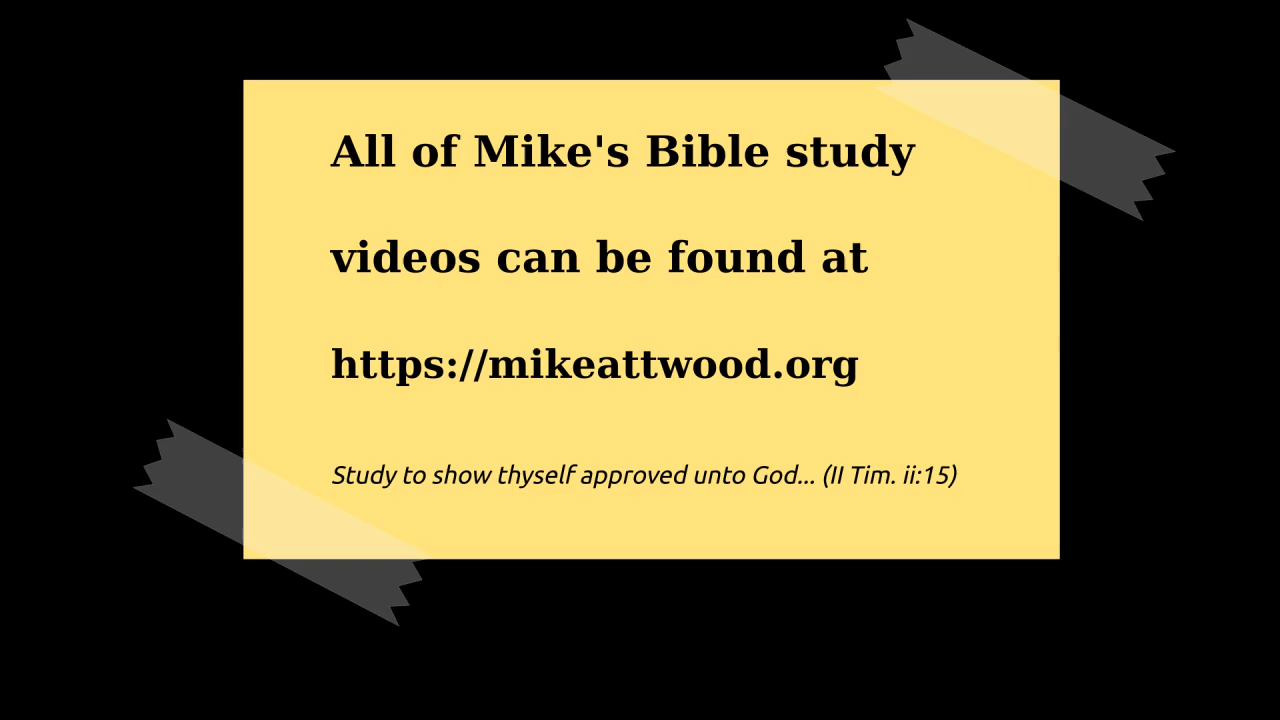 All of Mike's Bible study
videos can be found at
https://mikeattwood.org
Study to show thyself approved unto God... (II Tim. ii:15)